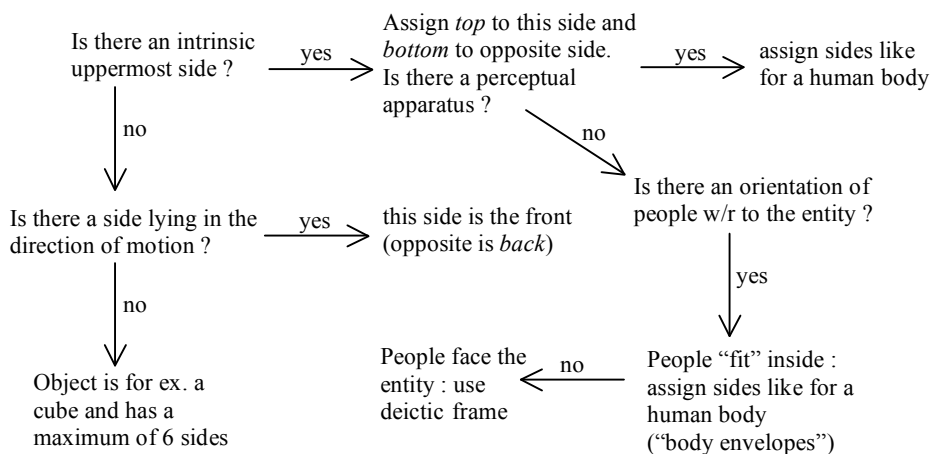 Is there an intrinsic
uppermost side ?
yes
Assign top to this side and
bottom to opposite side.
Is there a perceptual
apparatus ?
yes
assign sides like
for a human body
no
no
Is there a side lying in the
direction of motion ?
yes
this side is the front
(opposite is back)
Is there an orientation of
people w/r to the entity ?
no
yes
Object is for ex. a
cube and has a
maximum of 6 sides
People face the
entity : use
deictic frame
no
People “fit” inside :
assign sides like for a
human body
(“body envelopes”)